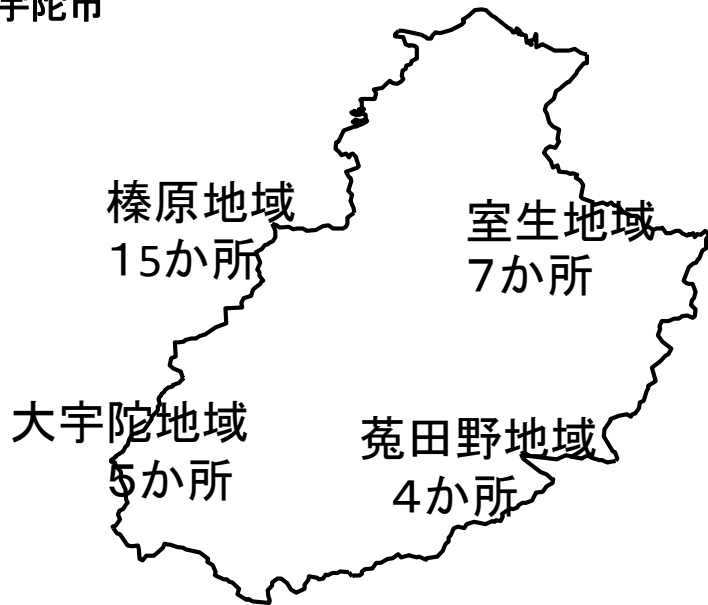 宇陀市
榛原地域
15か所
室生地域
7か所
大宇陀地域
5か所
菟田野地域
4か所